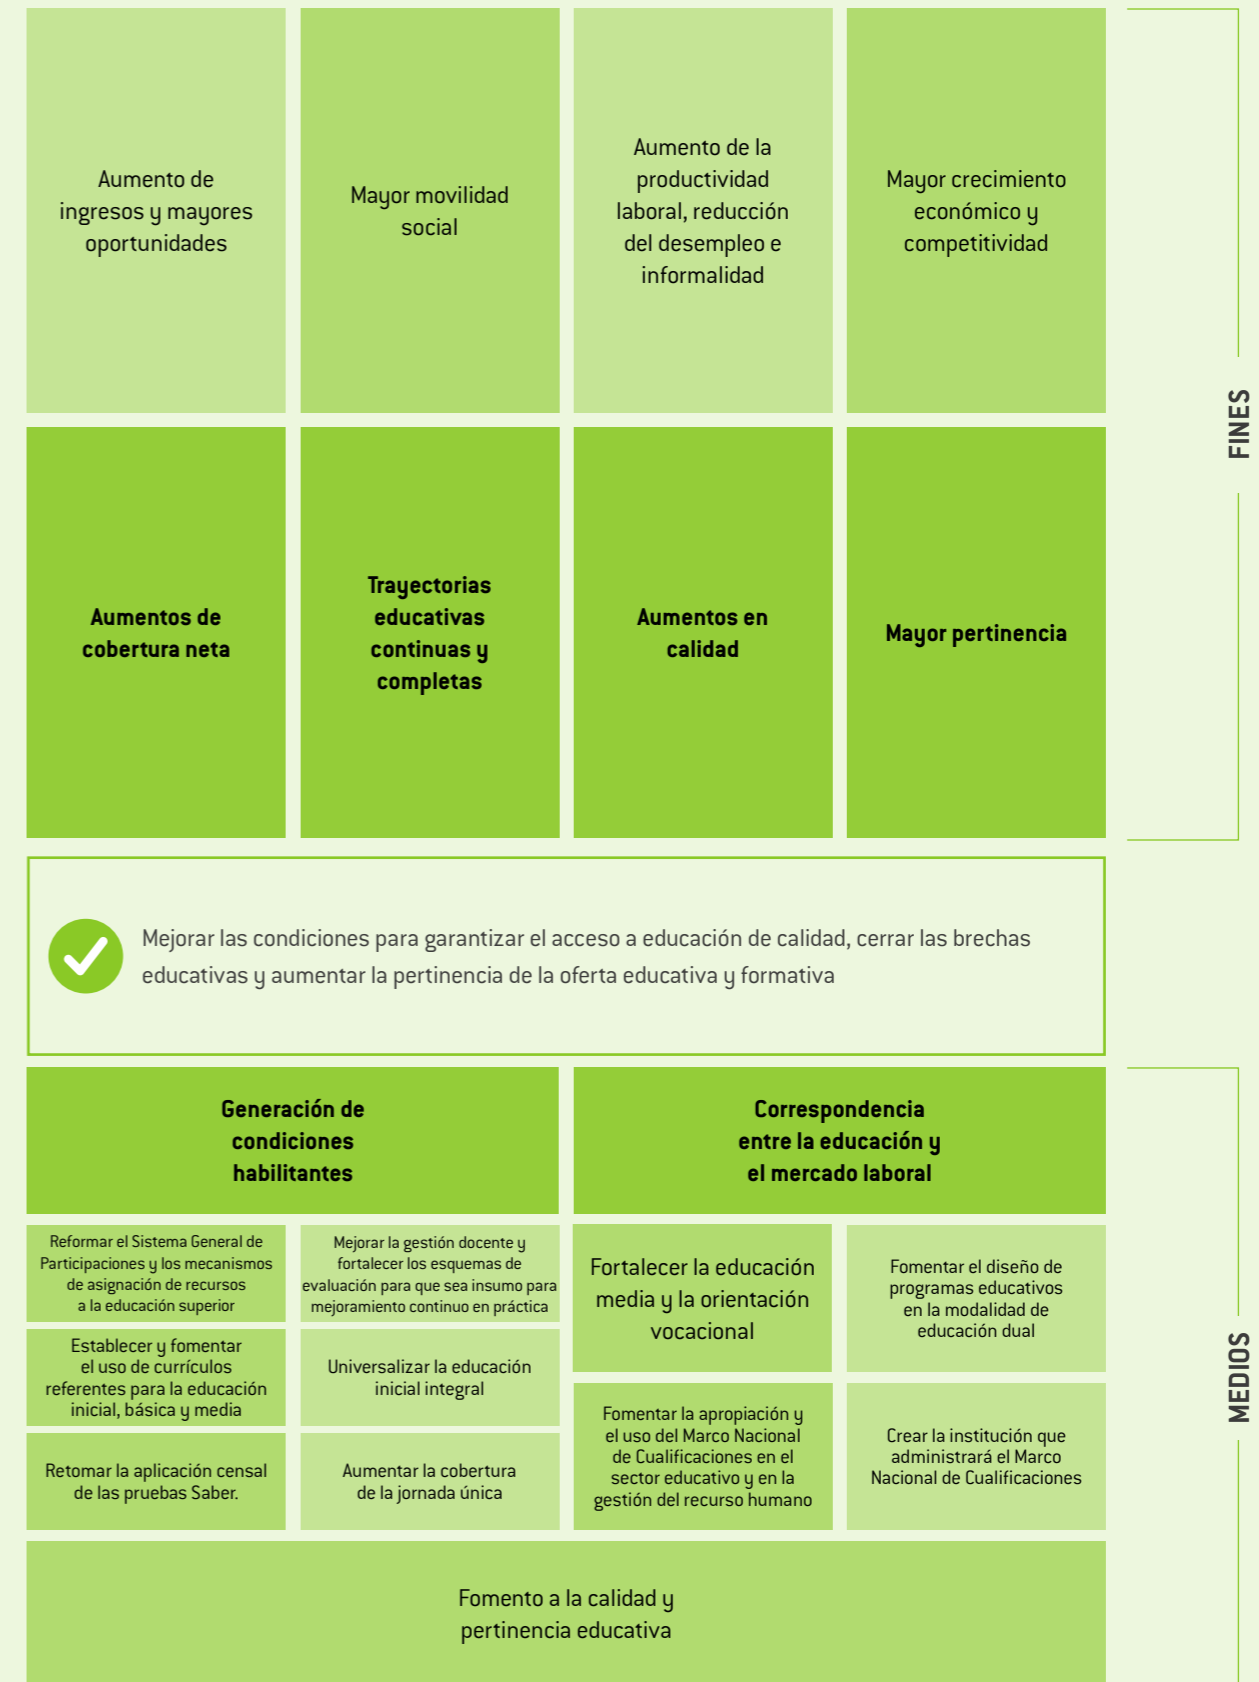 Aumento de
ingresos y mayores
oportunidades
Mayor movilidad
social
Aumento de la
productividad
laboral, reducción
del desempleo e
informalidad
Mayor crecimiento
económico y
competitividad
FINES
Aumentos de
cobertura neta
Trayectorias
educativas
continuas y
completas
Aumentos en
calidad
Mayor pertinencia
Mejorar las condiciones para garantizar el acceso a educación de calidad, cerrar las brechas
educativas y aumentar la pertinencia de la oferta educativa y formativa
Generación de
condiciones
habilitantes
Correspondencia
entre la educación y
el mercado laboral
Reformar el Sistema General de
Participaciones y los mecanismos
de asignación de recursos
a la educación superior
Mejorar la gestión docente y
fortalecer los esquemas de
evaluación para que sea insumo para
mejoramiento continuo en práctica
Fortalecer la educación
media y la orientación
vocacional
Fomentar el diseño de
programas educativos
en la modalidad de
educación dual
Establecer y fomentar
el uso de currículos
referentes para la educación
inicial, básica y media
Universalizar la educación
inicial integral
MEDIOS
Fomentar la apropiación y
el uso del Marco Nacional
de Cualificaciones en el
sector educativo y en la
gestión del recurso humano
Crear la institución que
administrará el Marco
Nacional de Cualificaciones
Retomar la aplicación censal
de las pruebas Saber.
Aumentar la cobertura
de la jornada única
Fomento a la calidad y
pertinencia educativa